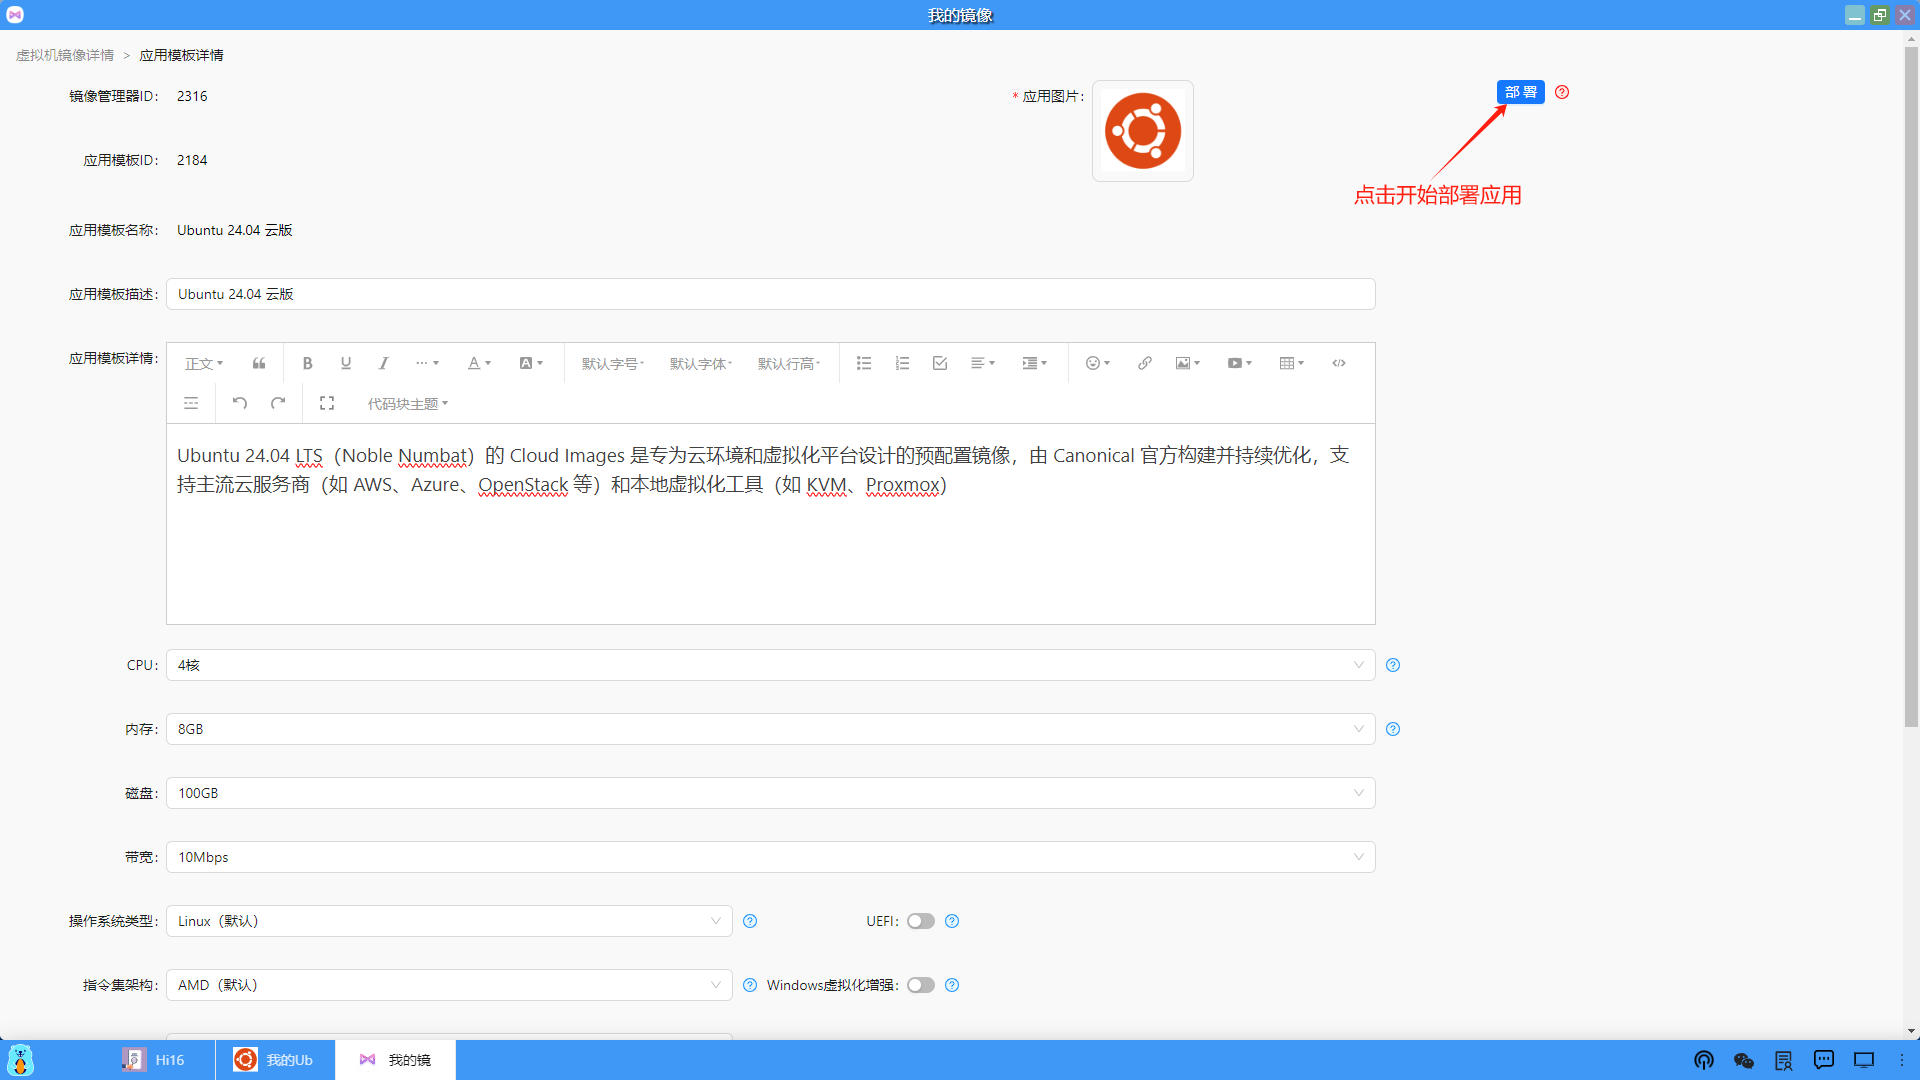 我的镜像
虚拟机镜像详情 > 应用模板详情
镜像管理器ID: 2316
* 应用图片:
部 署
应用模板ID: 2184
点击开始部署应用
应用模板名称: Ubuntu 24.04 云版
应用模板描述: Ubuntu 24.04 云版
应用模板详情:
正文 B U I A A 默认字号 默认字体 默认行高
代码块主题
Ubuntu 24.04 LTS（Noble Numbat）的 Cloud Images 是专为云环境和虚拟化平台设计的预配置镜像，由 Canonical 官方构建并持续优化，支
持主流云服务商（如 AWS、Azure、OpenStack 等）和本地虚拟化工具（如 KVM、Proxmox）
CPU: 4核
内存: 8GB
磁盘: 100GB
带宽: 10Mbps
操作系统类型: Linux（默认）
UEFI:
指令集架构: AMD（默认）
Windows虚拟化增强:
Hi16
我的Ub
我的镜